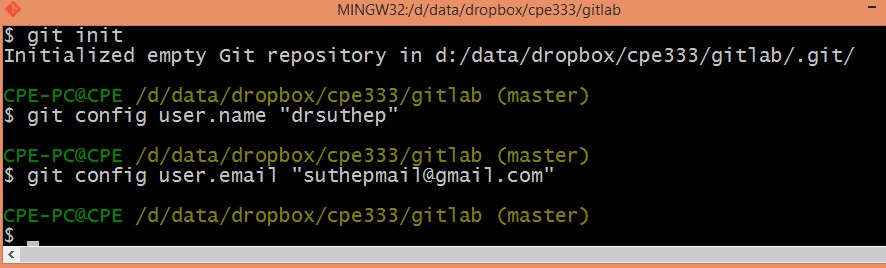 MINGW32:/d/data/dropbox/cpe333/gitlab
$ git init
Initialized empty Git repository in d:/data/dropbox/cpe333/gitlab/.git/
CPE-PC@CPE /d/data/dropbox/cpe333/gitlab (master)
$ git config user.name "drsuthep"
CPE-PC@CPE /d/data/dropbox/cpe333/gitlab (master)
$ git config user.email "suthepmail@gmail.com"
CPE-PC@CPE /d/data/dropbox/cpe333/gitlab (master)
$